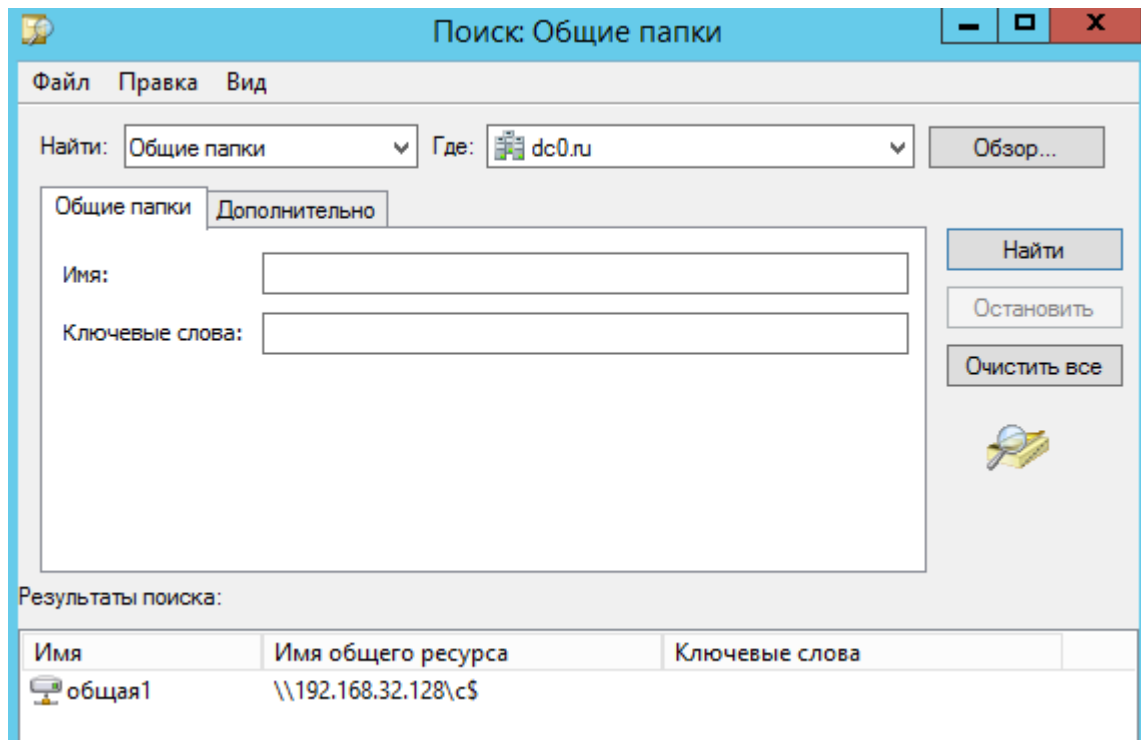 Поиск: Общие папки
Файл Правка Вид
Найти: Общие папки Где: dc0.ru Обзор...
Общие папки Дополнительно
Имя:
Ключевые слова:
Найти
Остановить
Очистить все
Результаты поиска:
Имя Имя общего ресурса Ключевые слова
общая1 \\192.168.32.128\c$